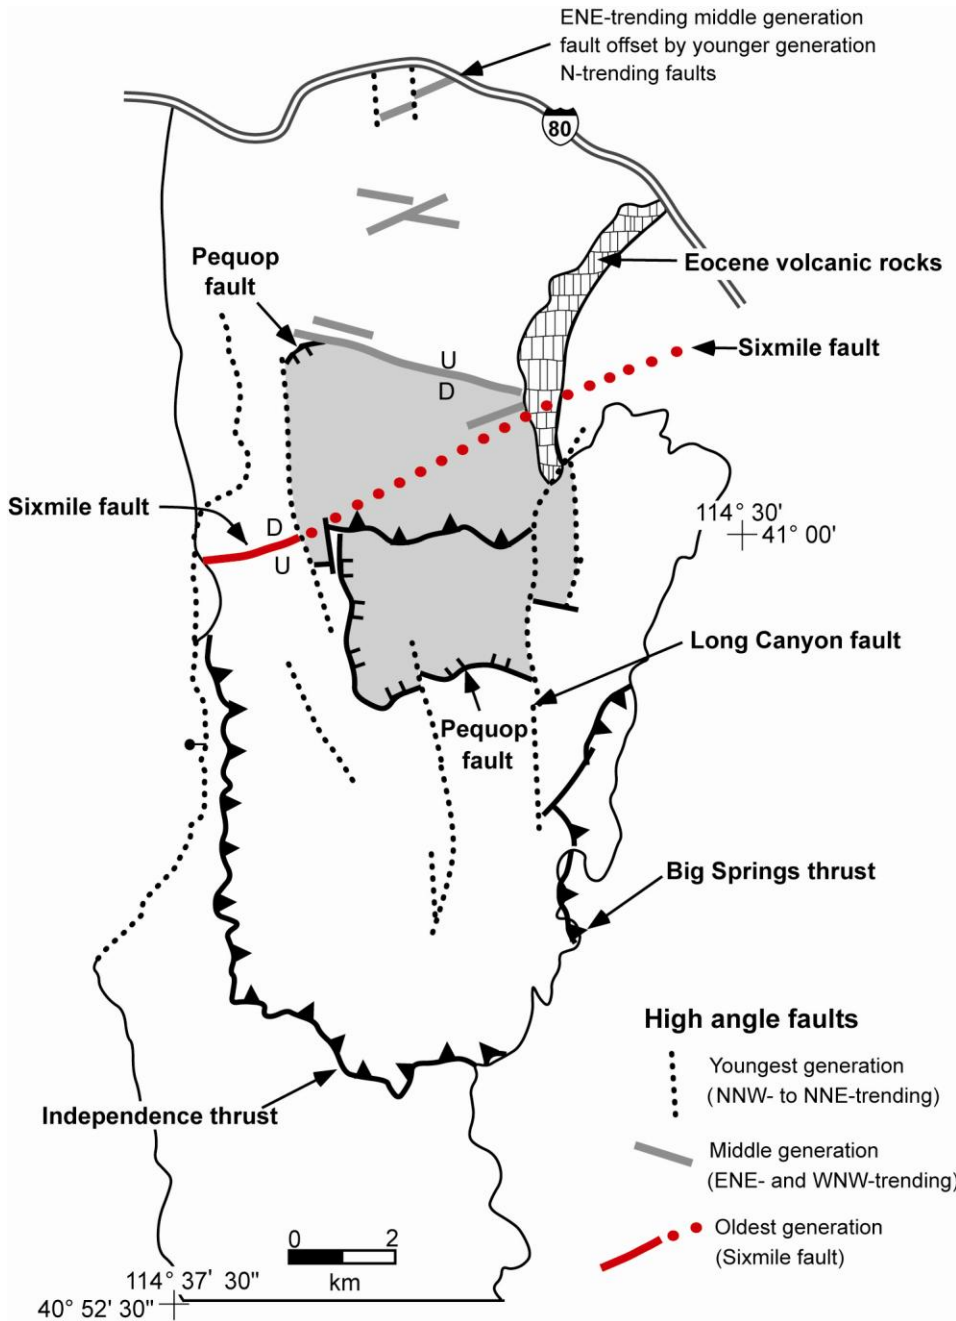 ENE-trending middle generation
fault offset by younger generation
N-trending faults
80
Pequop
fault
Eocene volcanic rocks
U
D
Sixmile fault
Sixmile fault
D
U
114° 30'
41° 00'
Long Canyon fault
Pequop
fault
Big Springs thrust
Independence thrust
High angle faults
Youngest generation
(NNW- to NNE-trending)
Middle generation
(ENE- and WNW-trending)
Oldest generation
(Sixmile fault)
0 2
km
114° 37' 30"
40° 52' 30"